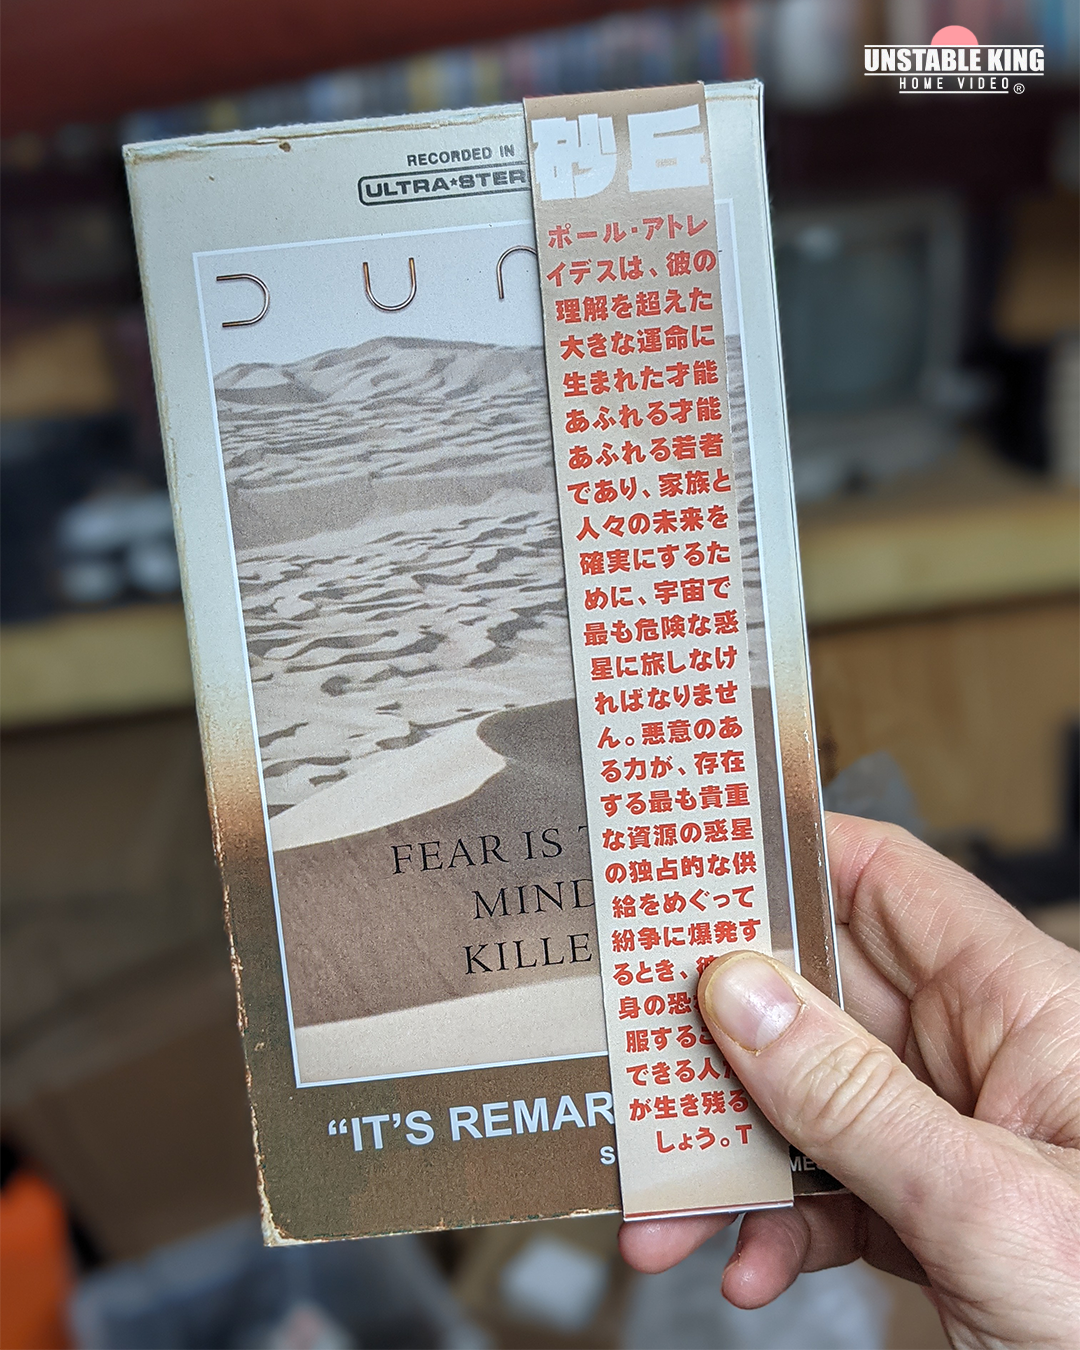 UNSTABLE KING
HOME VIDEO®
RECORDED IN
ULTRA★STER
DUN
FEAR IS
MIND
KILLE
"IT'S REMAR
砂丘
ポール・アトレ
イデスは、彼の
理解を超えた
大きな運命に
生まれた才能
あふれる才能
あふれる若者
であり、家族と
人々の未来を
確実にするた
めに、宇宙で
最も危険な惑
星に旅しなけ
ればなりませ
ん。悪意のあ
る力が、存在
する最も貴重
な資源の惑星
の独占的な供
給をめぐって
紛争に爆発す
るとき、
身の恐
服する
できる人
が生き残る
しょう。T